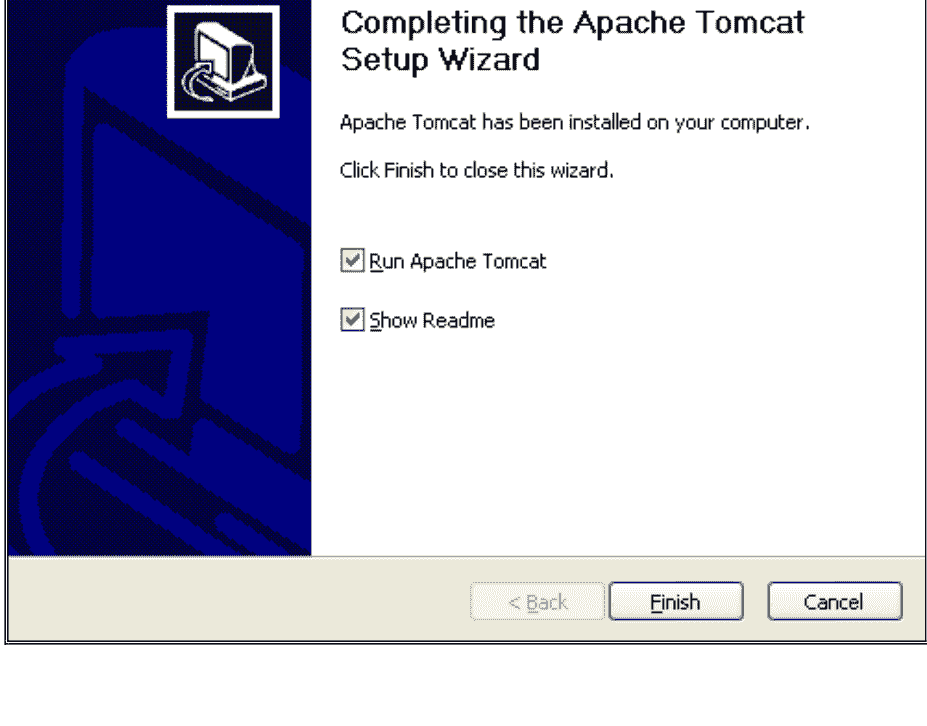 Completing the Apache Tomcat
Setup Wizard
Apache Tomcat has been installed on your computer.
Click Finish to close this wizard.
Run Apache Tomcat
Show Readme
< Back
Finish
Cancel